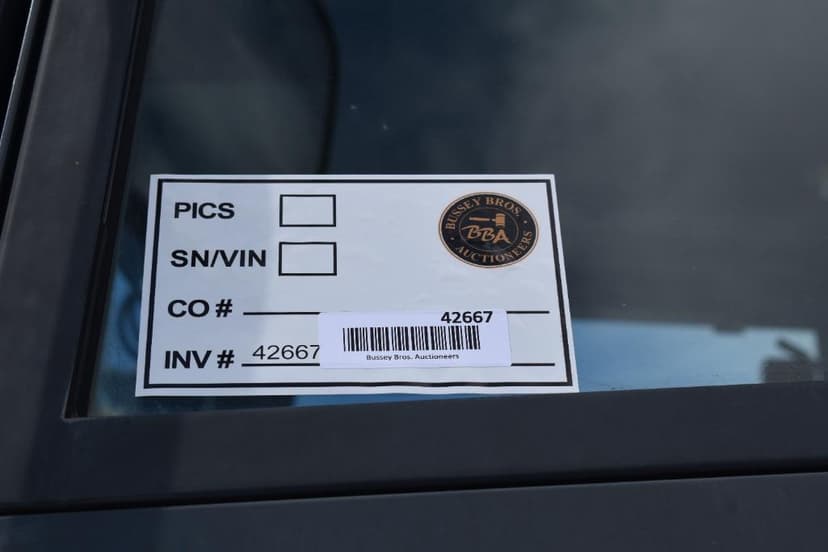 PICS
SN/VIN
CO #
INV # 42667
42667
Bussey Bros. Auctioneers
BUSSEY BROS.
BBA
AUCTIONEERS